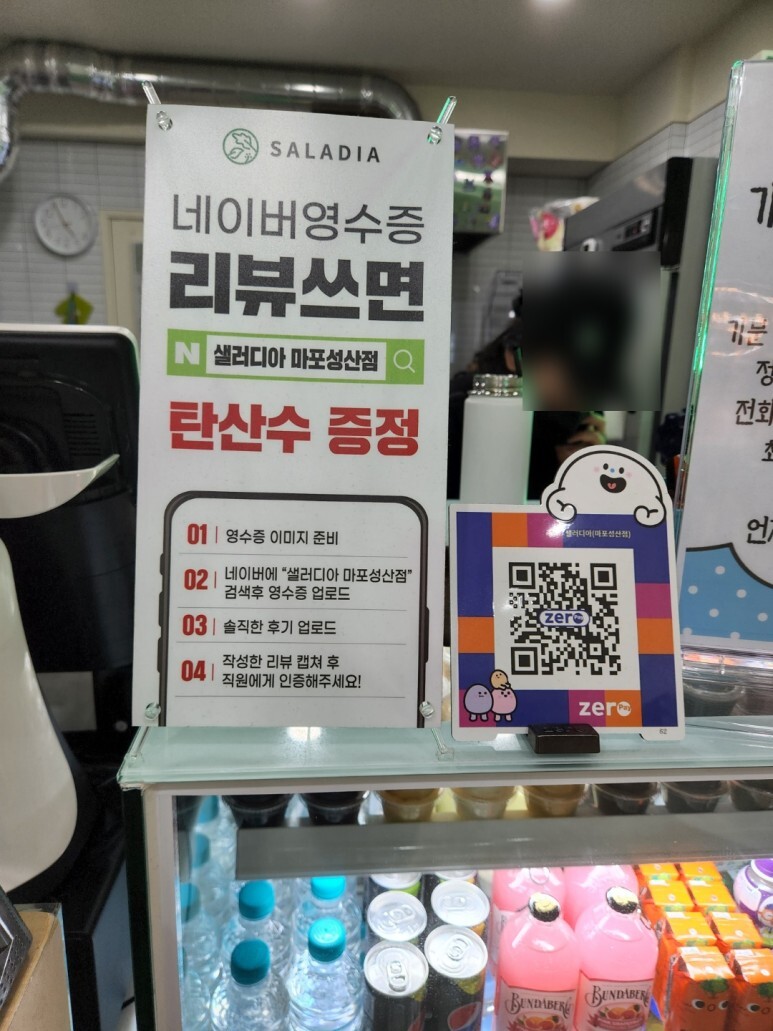 SALADIA
네이버영수증
리뷰쓰면
N 샐러디아 마포성산점
탄산수 증정
01 영수증 이미지 준비
02 네이버에 “샐러디아 마포성산점”
검색후 영수증 업로드
03 솔직한 후기 업로드
04 작성한 리뷰 캡쳐 후
직원에게 인증해주세요!
샐러디아(마포성산점)
zero
zero Pay
기분
전화
BUNDABERG
BUNDABERG